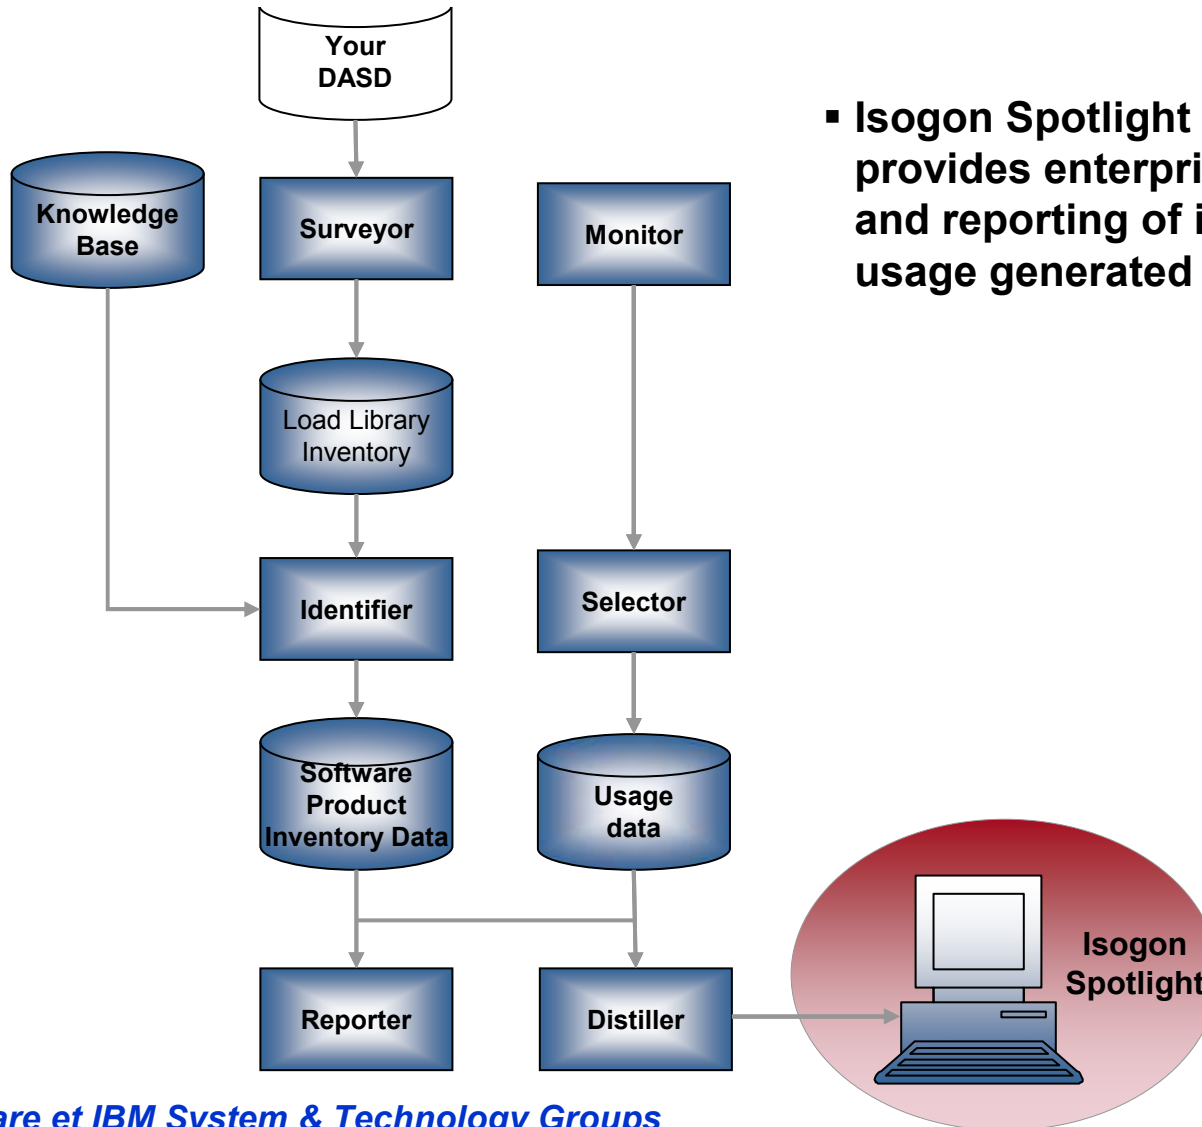 Your
DASD
▪ Isogon Spotlight
provides enterpri
and reporting of i
usage generated
Knowledge
Base
Surveyor
Monitor
Load Library
Inventory
Identifier
Selector
Software
Product
Inventory Data
Usage
data
Isogon
Spotlight
Reporter
Distiller
are et IBM System & Technology Groups